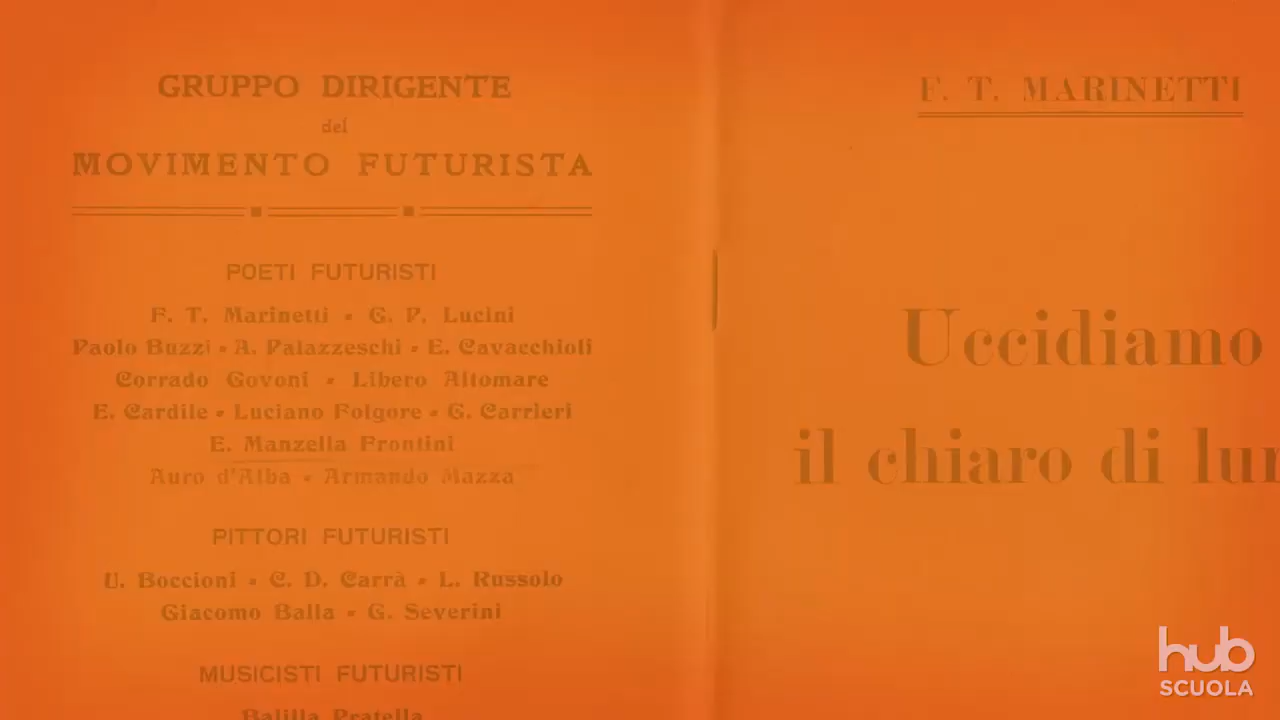 GRUPPO DIRIGENTE
del
MOVIMENTO FUTURISTA
POETI FUTURISTI
F. T. Marinetti • G. P. Lucini
Paolo Buzzi • A. Palazzeschi • E. Cavacchioli
Corrado Govoni • Libero Altomare
E. Cardile • Luciano Folgore • G. Carrieri
E. Manzella Frontini
Auro d'Alba • Armando Mazza
PITTORI FUTURISTI
U. Boccioni • C. D. Carrà • L. Russolo
Giacomo Balla • G. Severini
MUSICISTI FUTURISTI
Balilla Pratella
F. T. MARINETTI
Uccidiamo
il chiaro di
hub
SCUOLA